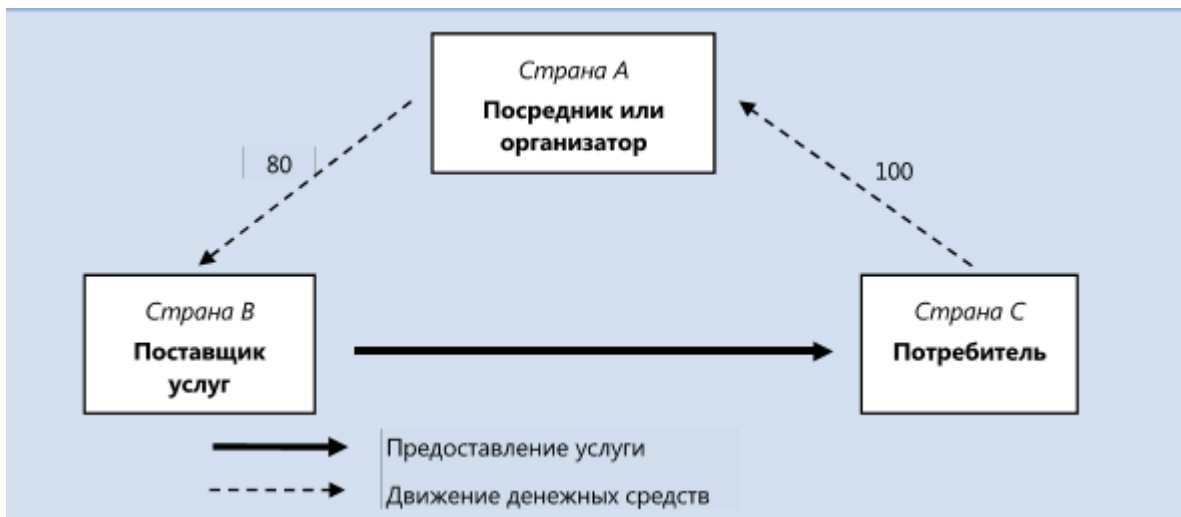 Страна A
Посредник или
организатор
80
100
Страна B
Поставщик
услуг
Страна C
Потребитель
Предоставление услуги
Движение денежных средств